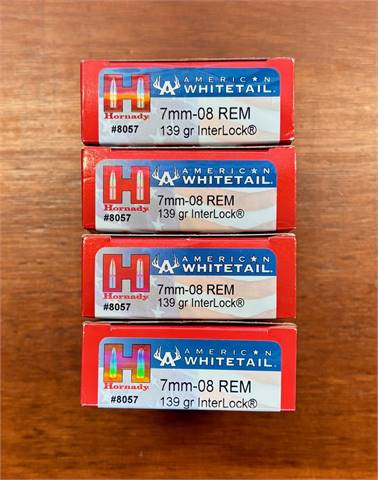 AMERICAN
WHITETAIL
7mm-08 REM
Hornady
#8057
139 gr InterLock®
AMERICAN
WHITETAIL
7mm-08 REM
Hornady
#8057
139 gr InterLock®
AMERICAN
WHITETAIL
7mm-08 REM
Hornady
#8057
139 gr InterLock®
AMERICAN
WHITETAIL
7mm-08 REM
Hornady
#8057
139 gr InterLock®